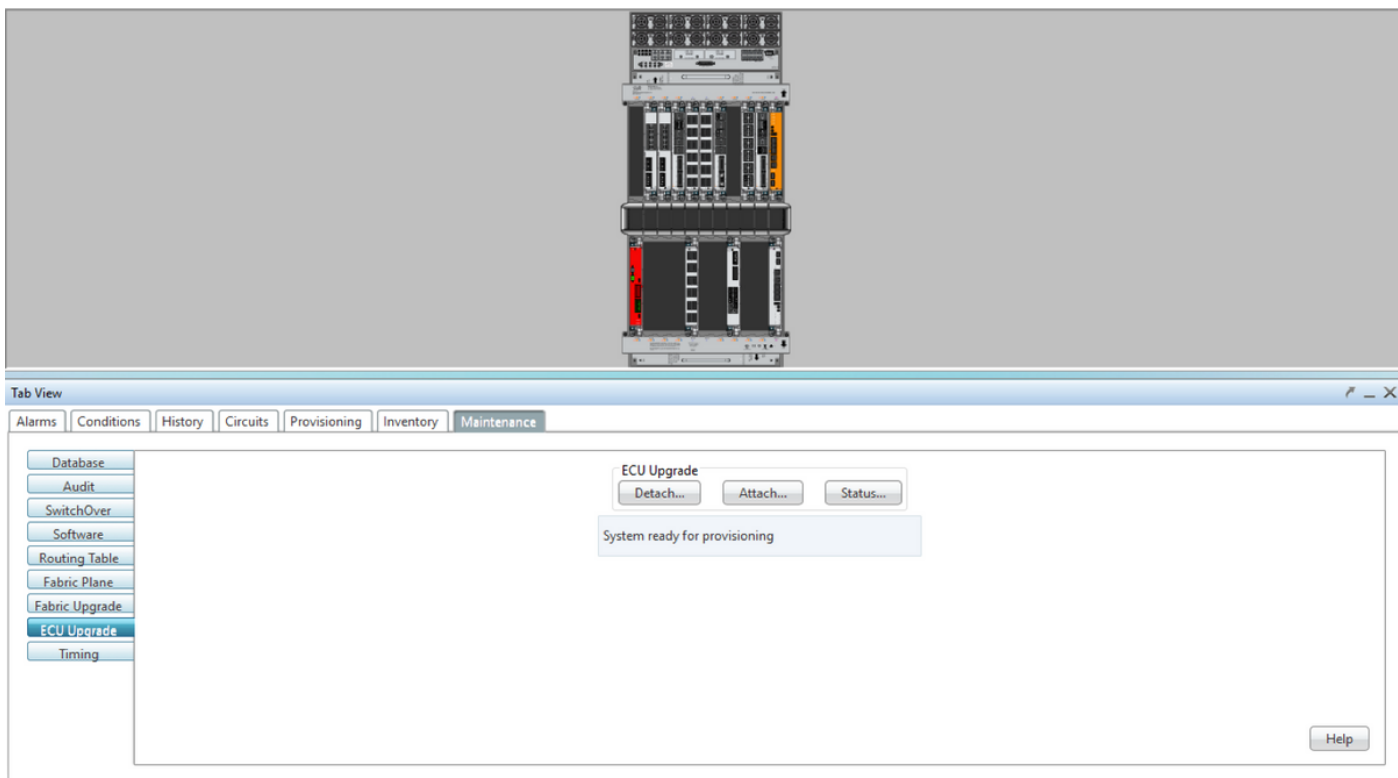 Tab View
Alarms Conditions History Circuits Provisioning Inventory Maintenance
Database
Audit
SwitchOver
Software
Routing Table
Fabric Plane
Fabric Upgrade
ECU Upgrade
Timing
ECU Upgrade
Detach... Attach... Status...
System ready for provisioning
Help